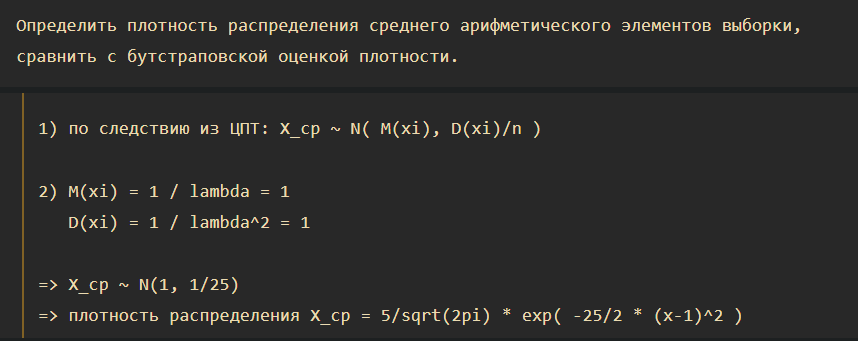 Определить плотность распределения среднего арифметического элементов выборки,
сравнить с бутстраповской оценкой плотности.
1) по следствию из ЦПТ: X_cp ~ N( M(xi), D(xi)/n )
2) M(xi) = 1 / lambda = 1
D(xi) = 1 / lambda^2 = 1
=> X_cp ~ N(1, 1/25)
=> плотность распределения X_cp = 5/sqrt(2pi) * exp( -25/2 * (x-1)^2 )